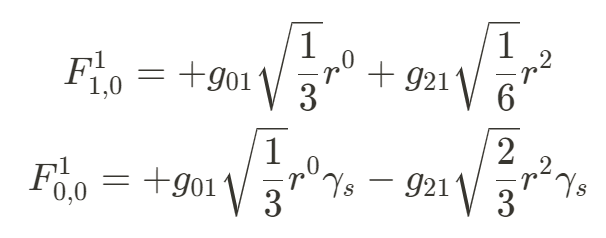 $F^1_{1,0} = +g_{01}\sqrt{\frac{1}{3}}r^0 + g_{21}\sqrt{\frac{1}{6}}r^2$
$F^1_{0,0} = +g_{01}\sqrt{\frac{1}{3}}r^0\gamma_s - g_{21}\sqrt{\frac{2}{3}}r^2\gamma_s$